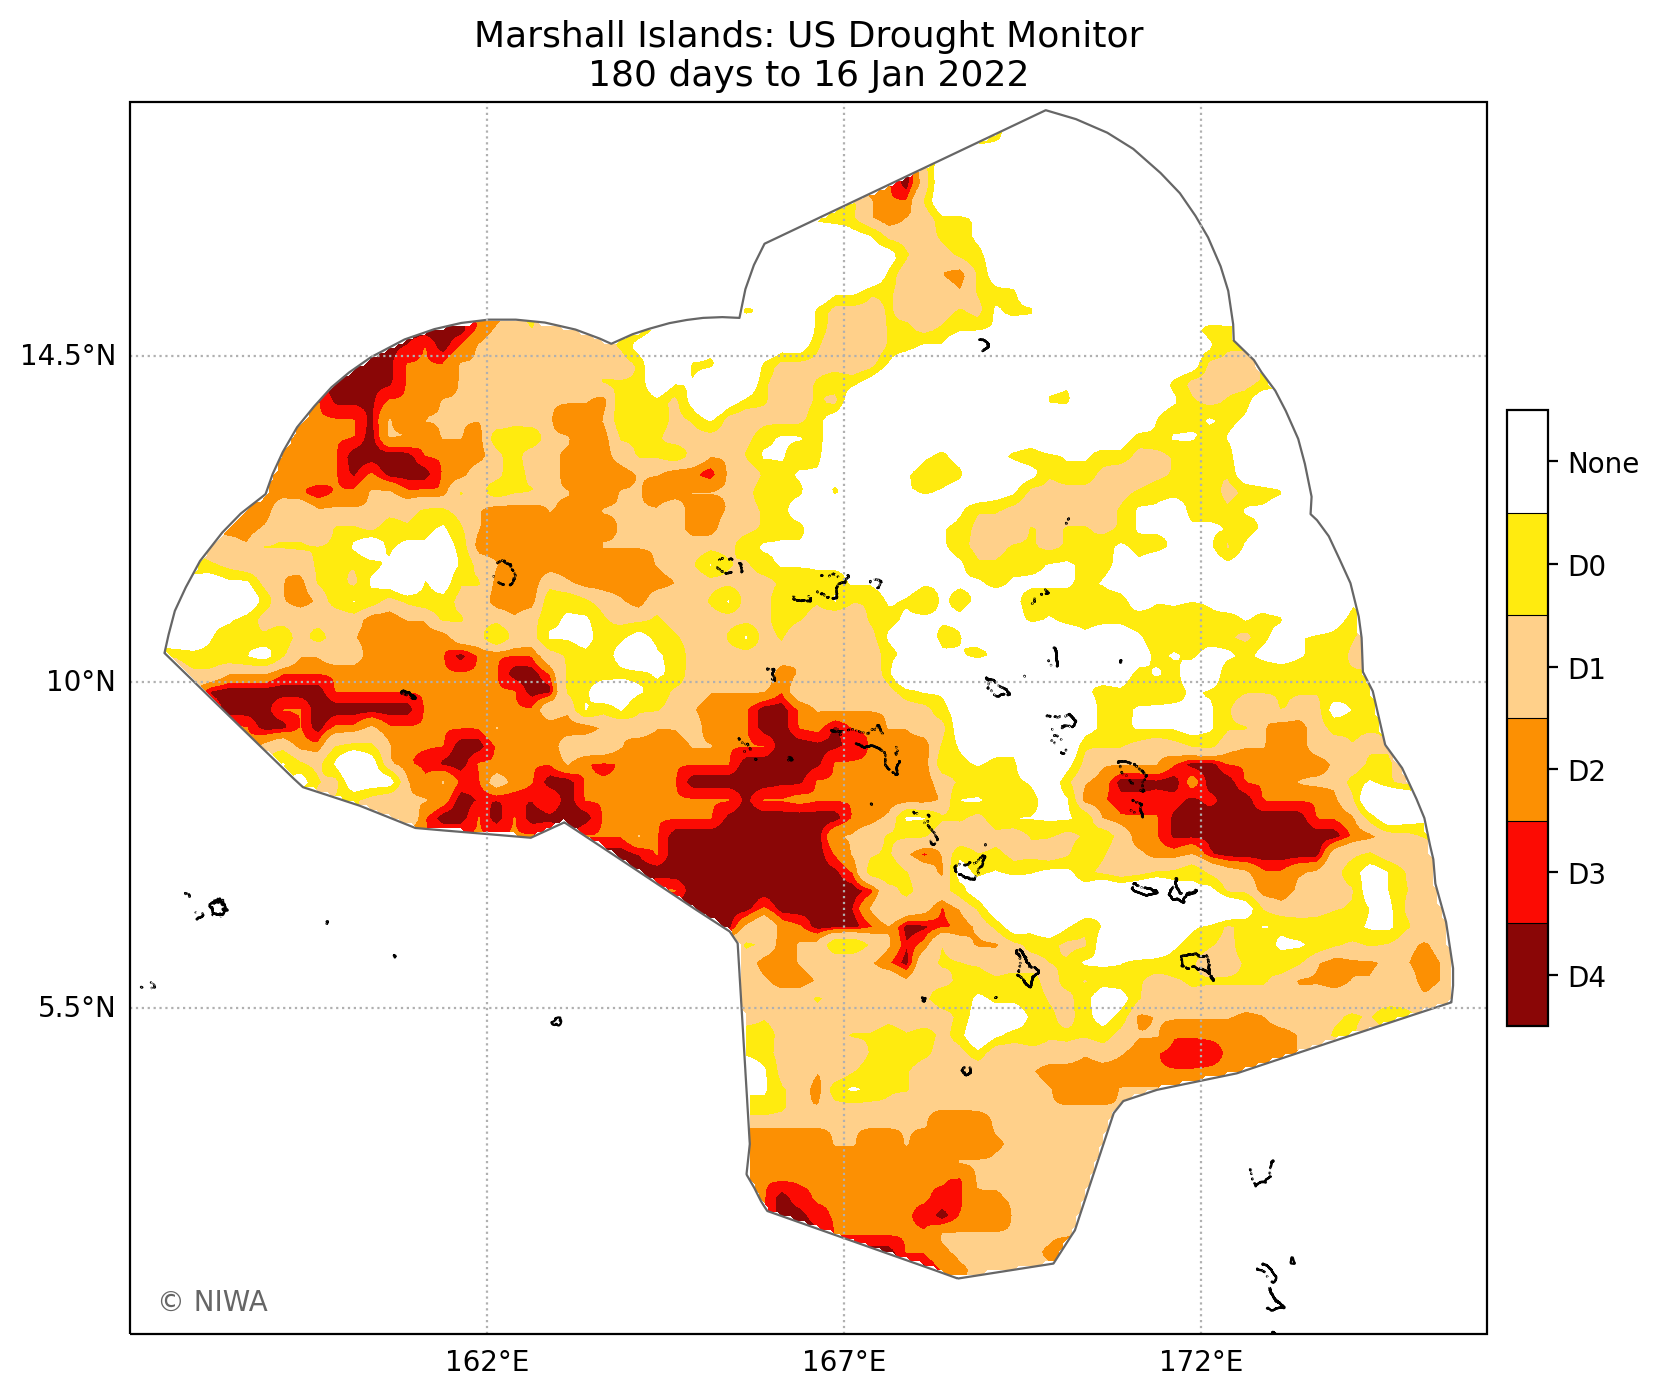 Marshall Islands: US Drought Monitor
180 days to 16 Jan 2022
14.5°N
10°N
5.5°N
162°E
167°E
172°E
None
D0
D1
D2
D3
D4
© NIWA